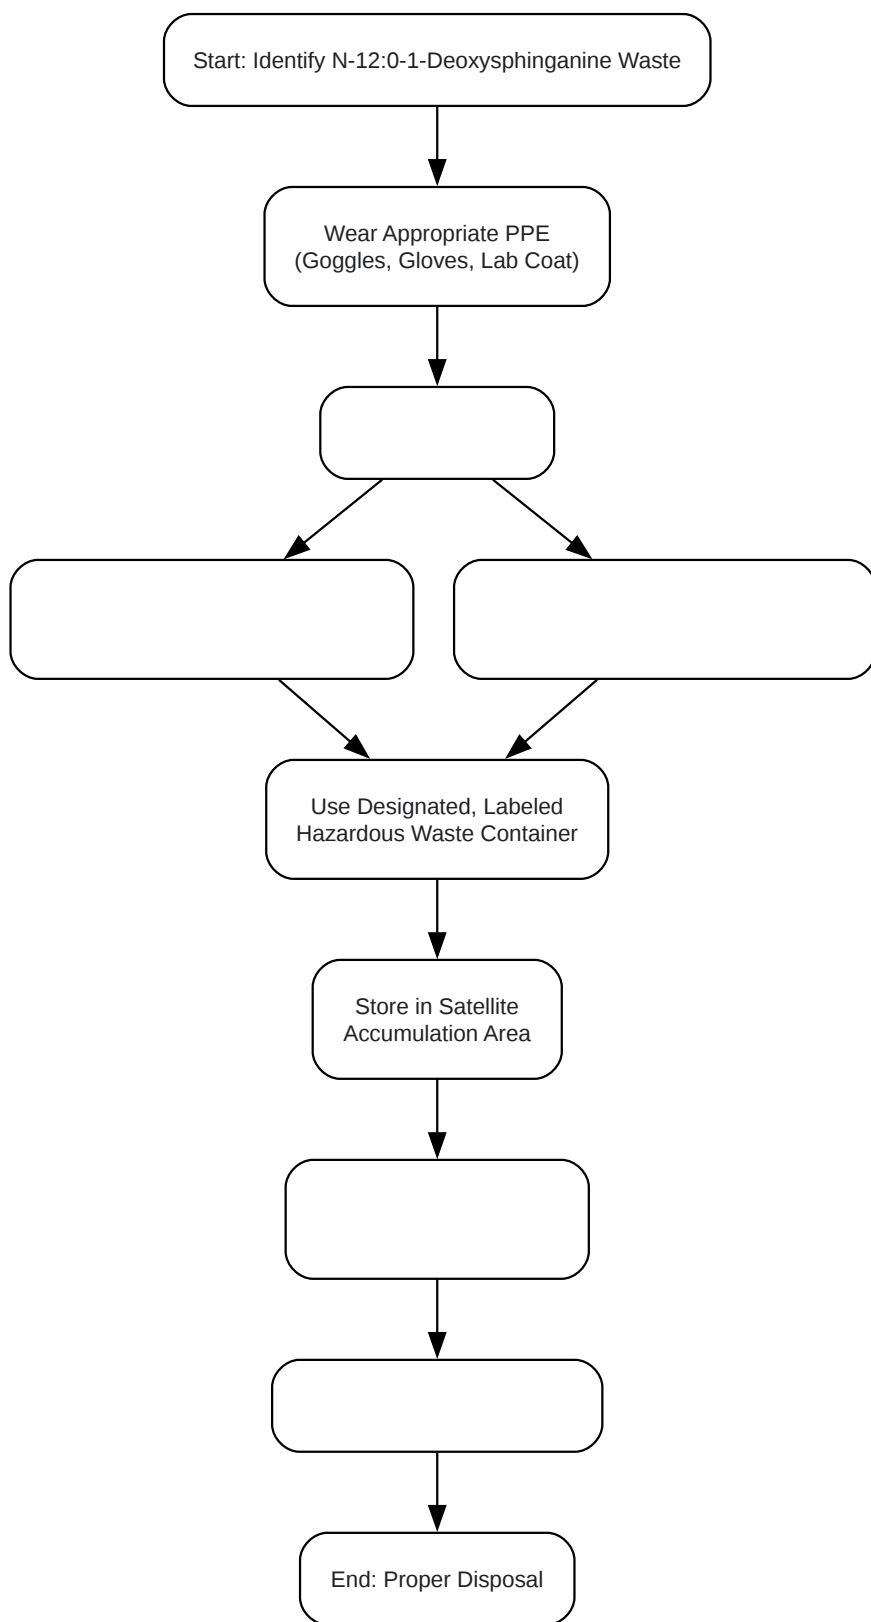 Start: Identify N-12:0-1-Deoxysphinganine Waste
Wear Appropriate PPE
(Goggles, Gloves, Lab Coat)
Use Designated, Labeled
Hazardous Waste Container
Store in Satellite
Accumulation Area
End: Proper Disposal